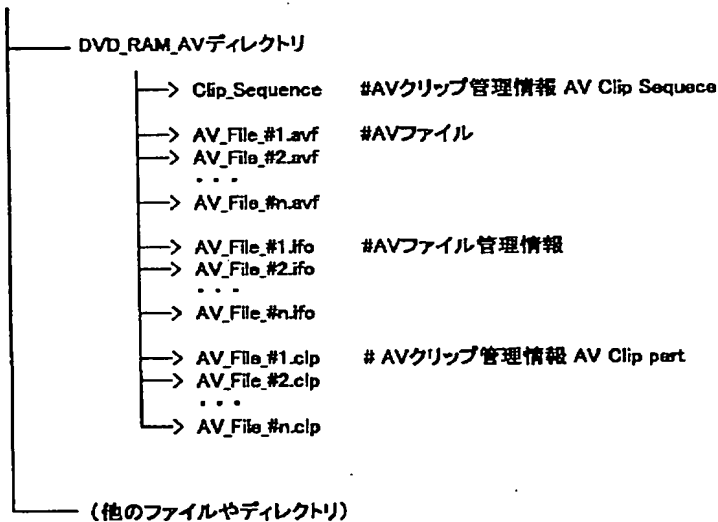 DVD_RAM_AVディレクトリ
Clip_Sequence #AVクリップ管理情報 AV Clip Sequece
AV_File_#1.avf #AVファイル
AV_File_#2.avf
・・・
AV_File_#n.avf
AV_File_#1.ifo #AVファイル管理情報
AV_File_#2.ifo
・・・
AV_File_#n.ifo
AV_File_#1.clp # AVクリップ管理情報 AV Clip part
AV_File_#2.clp
・・・
AV_File_#n.clp
(他のファイルやディレクトリ)